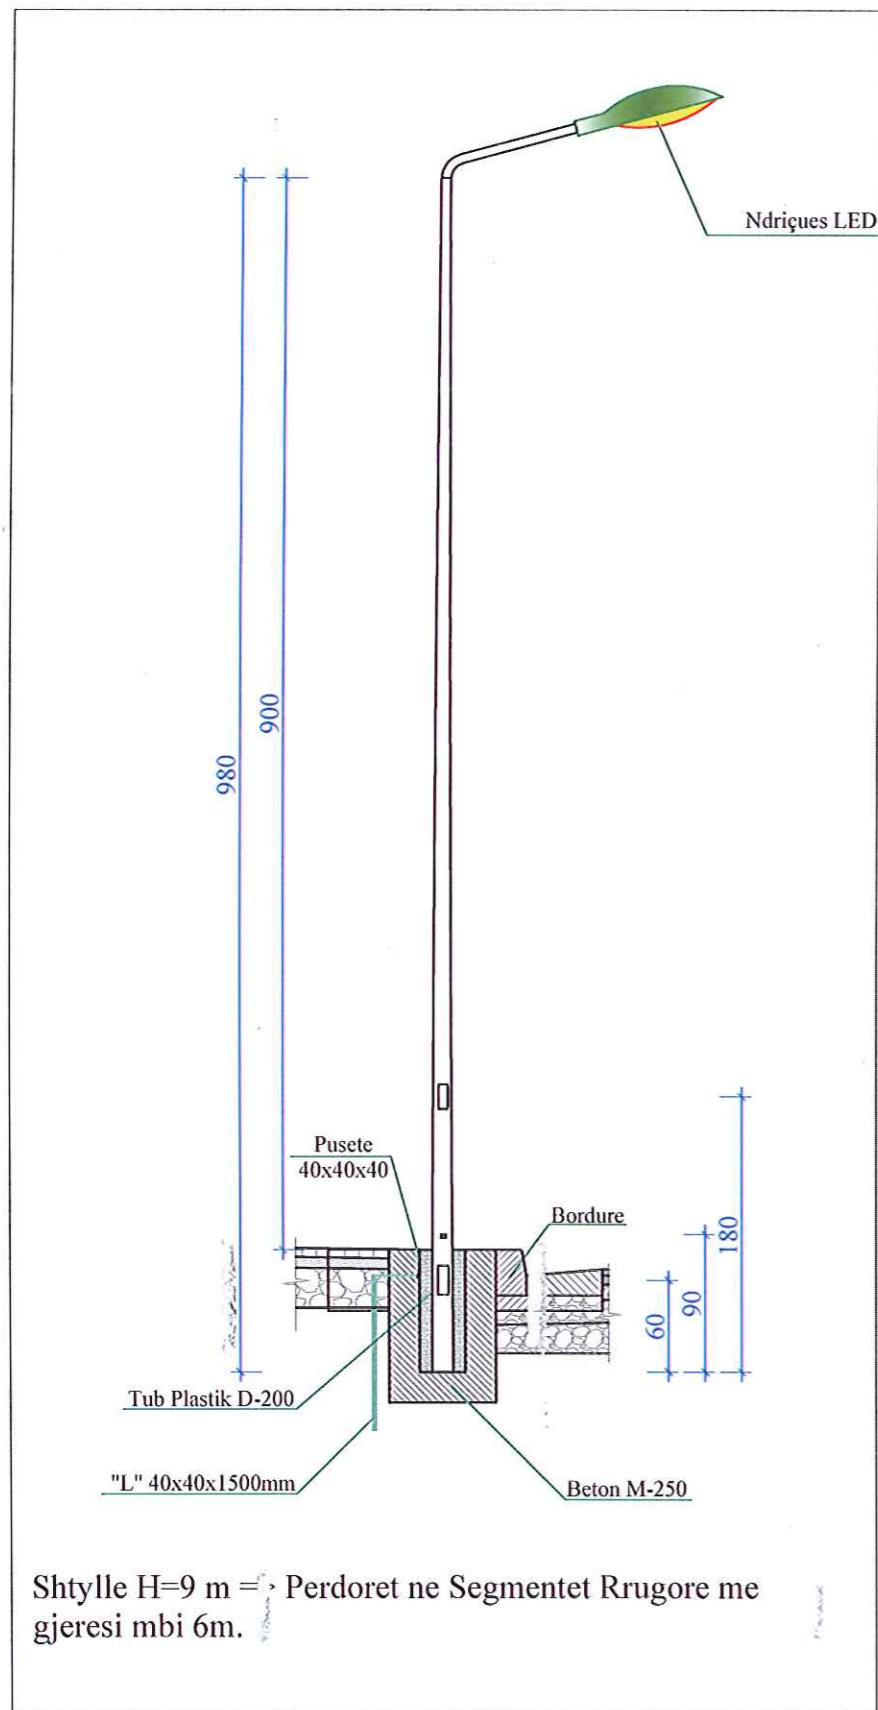 Ndriçues LED
900
980
Pusete
40x40x40
Bordure
180
90
60
Tub Plastik D-200
"L" 40x40x1500mm
Beton M-250
Shtylle H=9 m => Perdoret ne Segmentet Rrugore me
gjeresi mbi 6m.